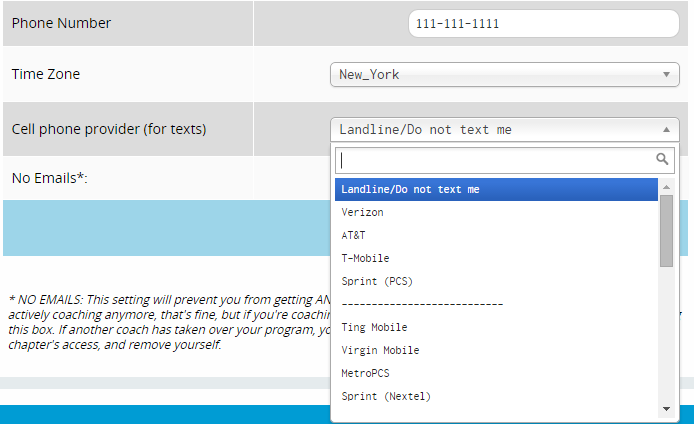 Phone Number
111-111-1111
Time Zone
New_York
Cell phone provider (for texts)
Landline/Do not text me
No Emails*:
Landline/Do not text me
Verizon
AT&T
T-Mobile
Sprint (PCS)
---------------------------
Ting Mobile
Virgin Mobile
MetroPCS
Sprint (Nextel)
* NO EMAILS: This setting will prevent you from getting AN
actively coaching anymore, that's fine, but if you're coachin
this box. If another coach has taken over your program, yo
chapter's access, and remove yourself.